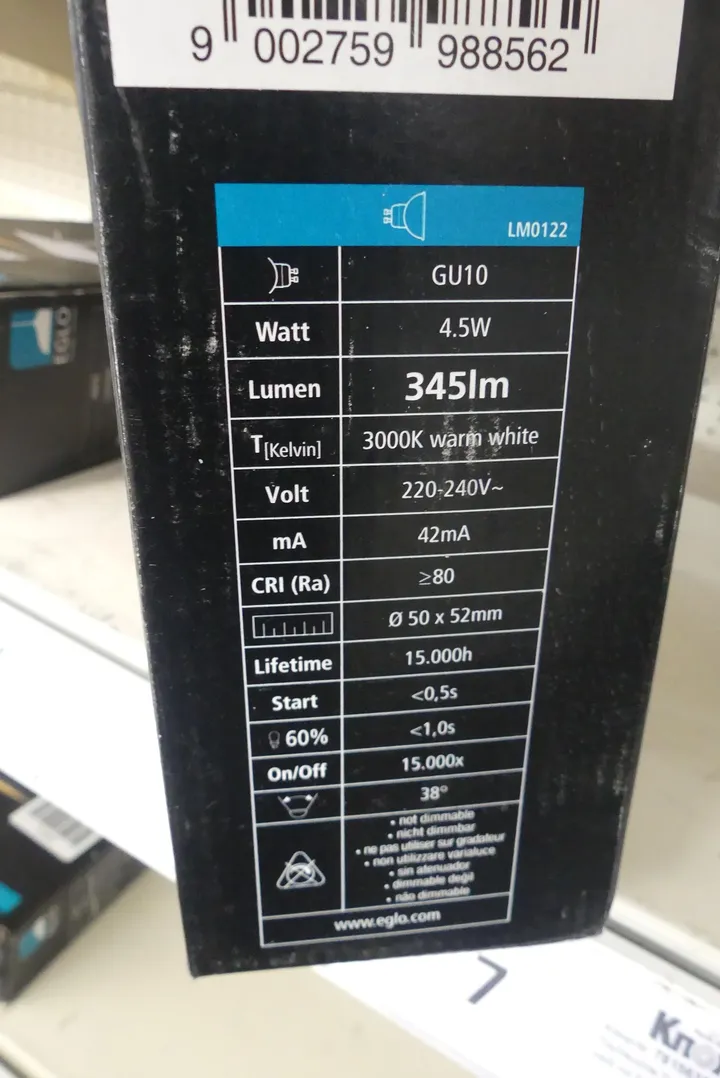 9 002759 988562
LM0122
GU10
Watt 4.5W
Lumen 345lm
T[Kelvin] 3000K warm white
Volt 220-240V~
mA 42mA
CRI (Ra) ≥80
Ø 50 x 52mm
Lifetime 15.000h
Start <0,5s
60% <1,0s
On/Off 15.000x
38°
• not dimmable
• nicht dimmbar
• ne pas utiliser sur gradateur
• non utilizzare varialuce
• sin atenuador
• dimmable değil
• não dimmable
www.eglo.com
EGLO
7